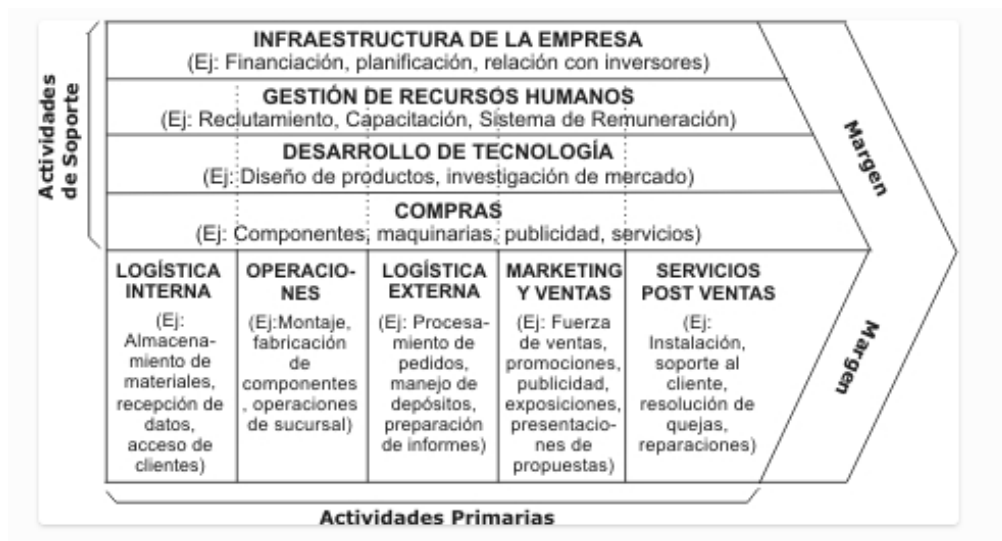 Actividades
de Soporte
INFRAESTRUCTURA DE LA EMPRESA
(Ej: Financiación, planificación, relación con inversores)
GESTIÓN DE RECURSOS HUMANOS
(Ej: Reclutamiento, Capacitación, Sistema de Remuneración)
DESARROLLO DE TECNOLOGÍA
(Ej: Diseño de productos, investigación de mercado)
COMPRAS
(Ej: Componentes, maquinarias, publicidad, servicios)
LOGÍSTICA
INTERNA
(Ej:
Almacena-
miento de
materiales,
recepción de
datos,
acceso de
clientes)
OPERACIO-
NES
(Ej:Montaje,
fabricación
de
componentes
, operaciones
de sucursal)
LOGÍSTICA
EXTERNA
(Ej: Procesa-
miento de
pedidos,
manejo de
depósitos,
preparación
de informes)
MARKETING
Y VENTAS
(Ej: Fuerza
de ventas,
promociones,
publicidad,
exposiciones,
presentacio-
nes de
propuestas)
SERVICIOS
POST VENTAS
(Ej:
Instalación,
soporte al
cliente,
resolución de
quejas,
reparaciones)
Margen
Margen
Actividades Primarias